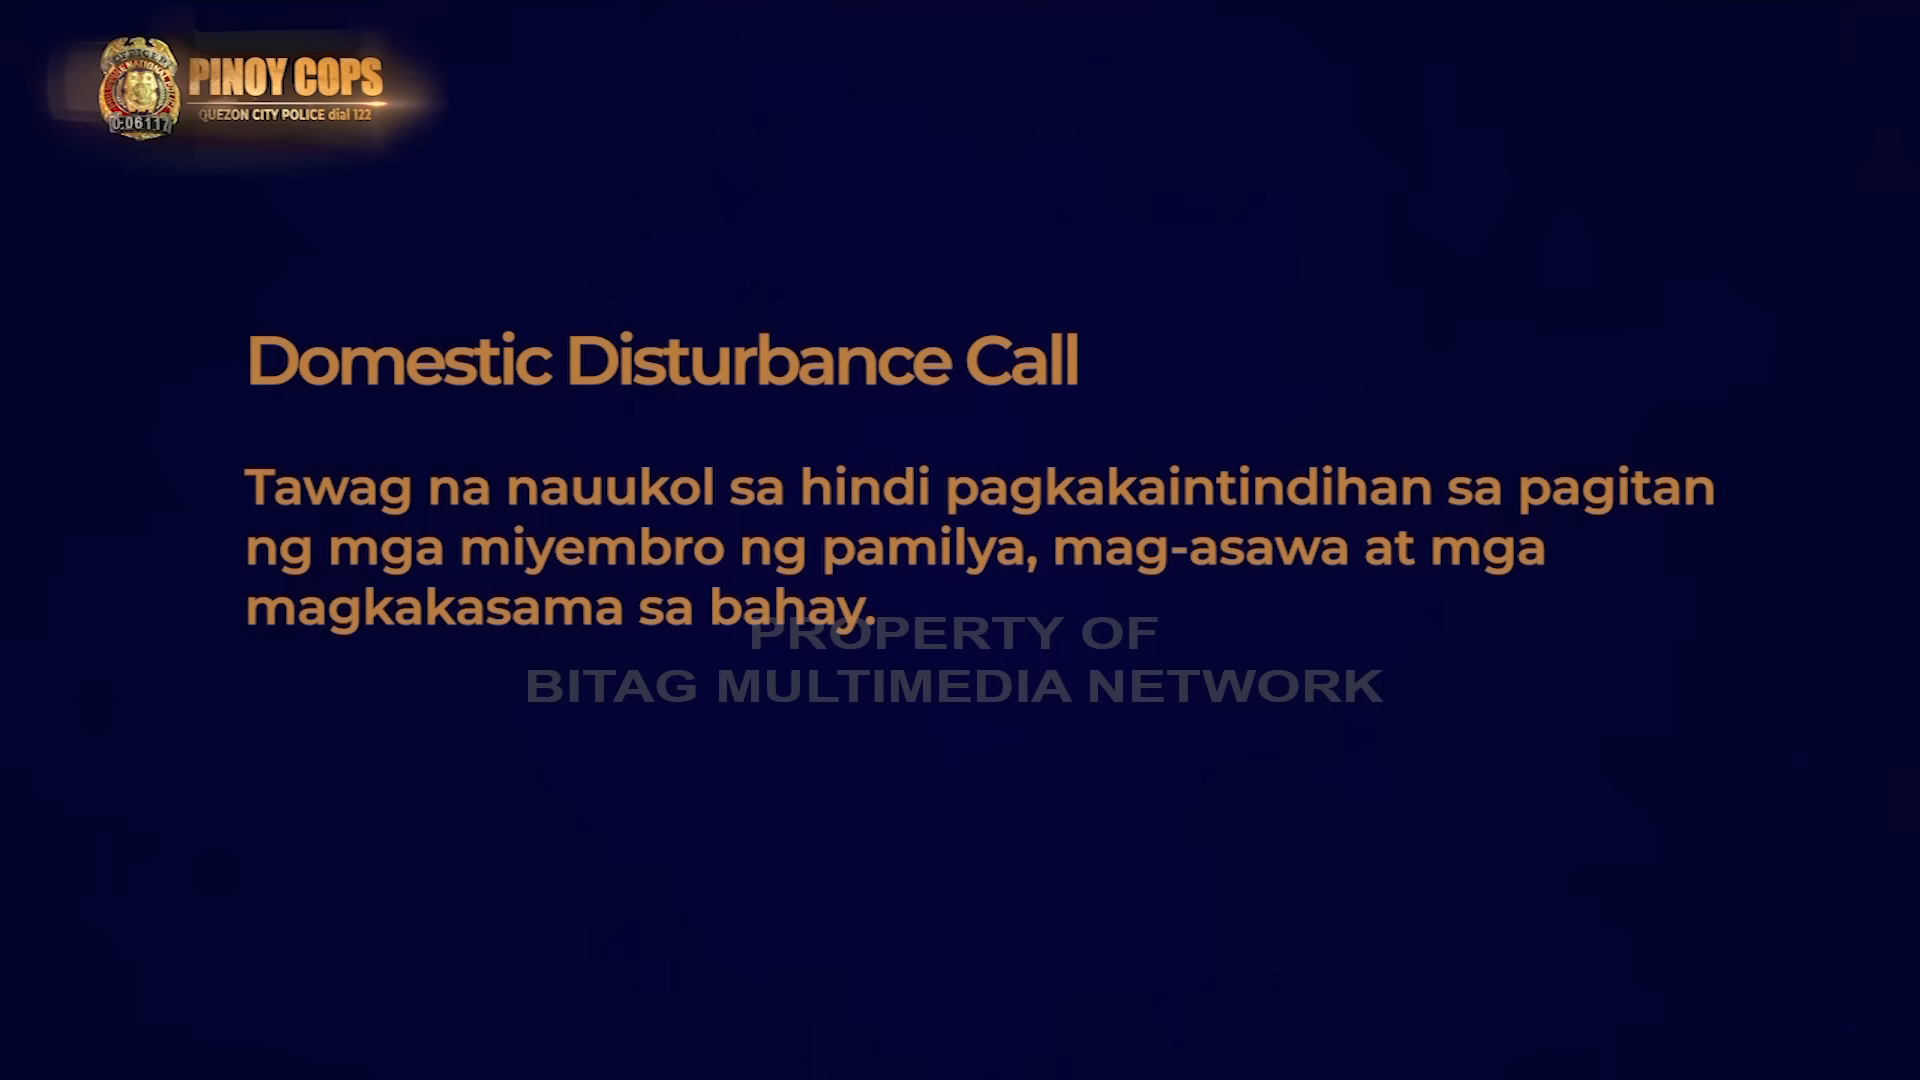 PINOY COPS
QUEZON CITY POLICE dial 122
Domestic Disturbance Call
Tawag na nauukol sa hindi pagkakaintindihan sa pagitan
ng mga miyembro ng pamilya, mag-asawa at mga
magkakasama sa bahay.
PROPERTY OF
BITAG MULTIMEDIA NETWORK